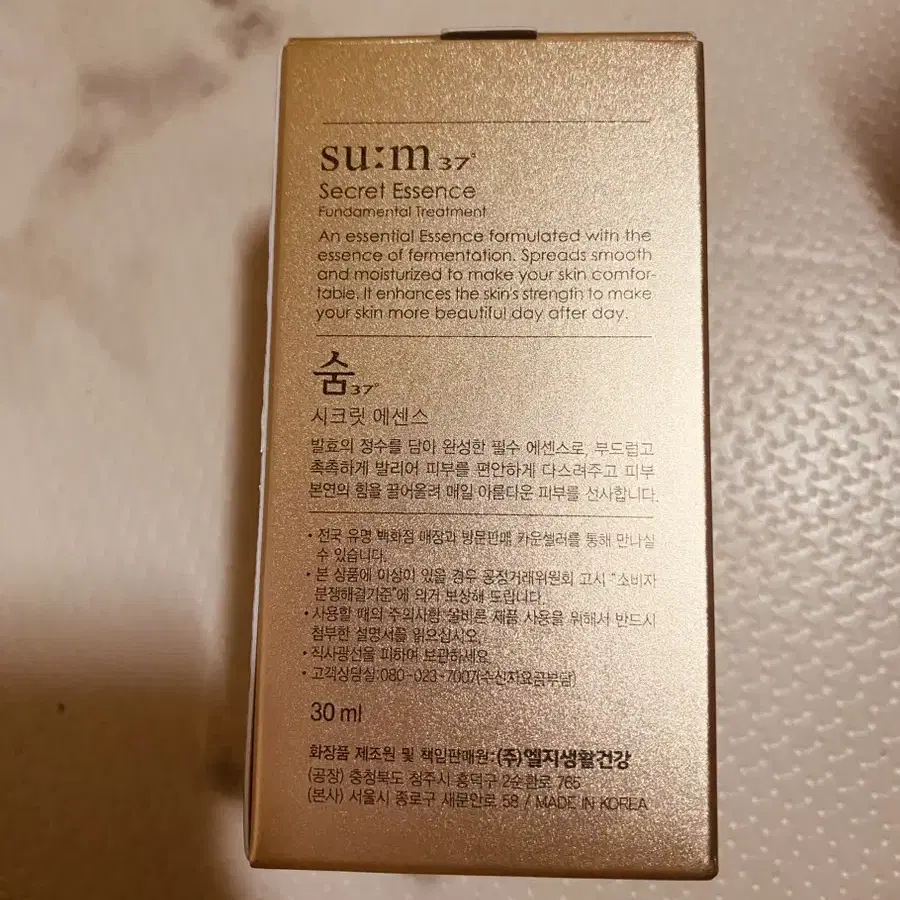 su:m 37°
Secret Essence
Fundamental Treatment
An essential Essence formulated with the
essence of fermentation. Spreads smooth
and moisturized to make your skin comfor-
table. It enhances the skin's strength to make
your skin more beautiful day after day.
숨37°
시크릿 에센스
발효의 정수를 담아 완성한 필수 에센스로, 부드럽고
촉촉하게 발리어 피부를 편안하게 다스려주고 피부
본연의 힘을 끌어올려 매일 아름다운 피부를 선사합니다.
• 전국 유명 백화점 매장과 방문판매 카운셀러를 통해 만나실
수 있습니다.
• 본 상품에 이상이 있을 경우 공정거래위원회 고시 "소비자
분쟁해결기준"에 의거 보상해 드립니다.
• 사용할 때의 주의사항 올바른 제품 사용을 위해서 반드시
첨부한 설명서를 읽으십시오.
• 직사광선을 피하여 보관하세요.
• 고객상담실:080-023-7007(수신자요금부담)
30 ml
화장품 제조원 및 책임판매원: (주)엘지생활건강
(공장) 충청북도 청주시 흥덕구 2순환로 765
(본사) 서울시 종로구 새문안로 58 / MADE IN KOREA